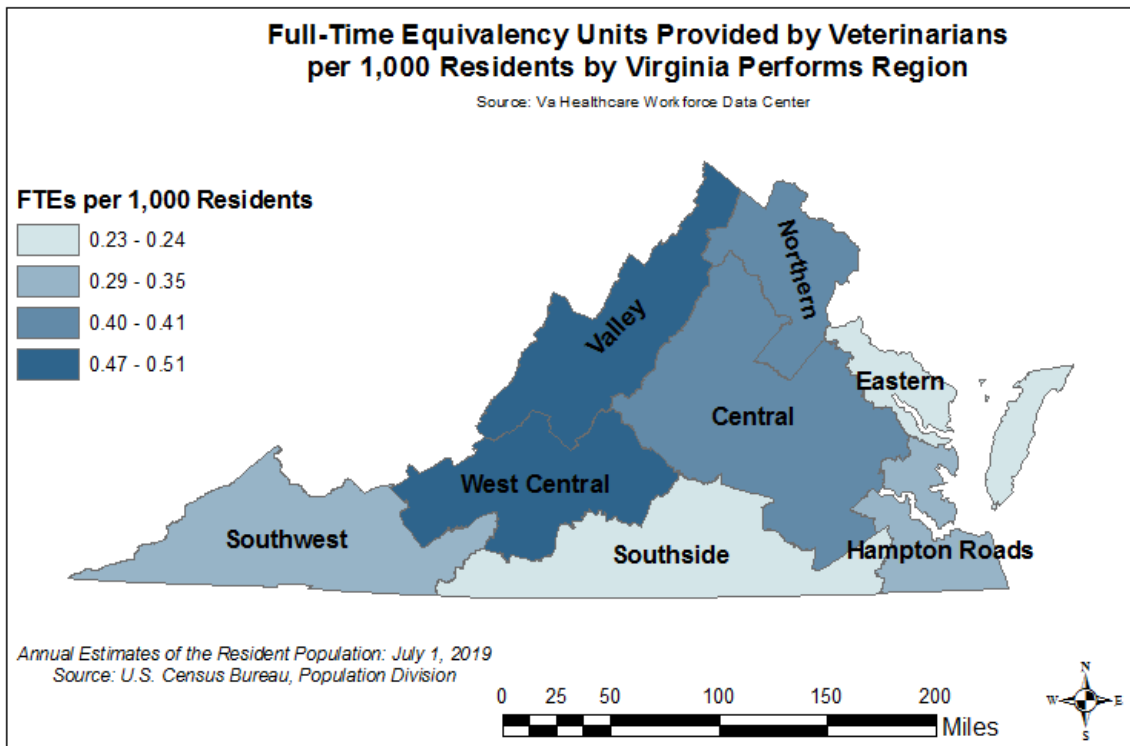 Full-Time Equivalency Units Provided by Veterinarians
per 1,000 Residents by Virginia Performs Region
Source: Va Healthcare Workforce Data Center
FTEs per 1,000 Residents
0.23 - 0.24
0.29 - 0.35
0.40 - 0.41
0.47 - 0.51
Northern
Valley
Eastern
Central
West Central
Southwest
Southside
Hampton Roads
Annual Estimates of the Resident Population: July 1, 2019
Source: U.S. Census Bureau, Population Division
0 25 50 100 150 200
Miles
N
W E
S